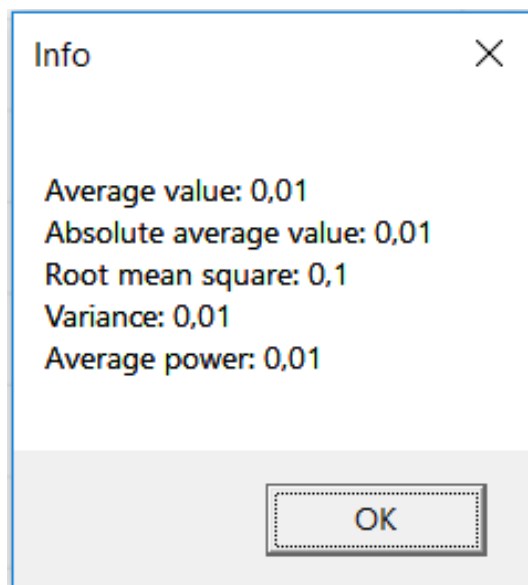 Info
Average value: 0,01
Absolute average value: 0,01
Root mean square: 0,1
Variance: 0,01
Average power: 0,01
OK